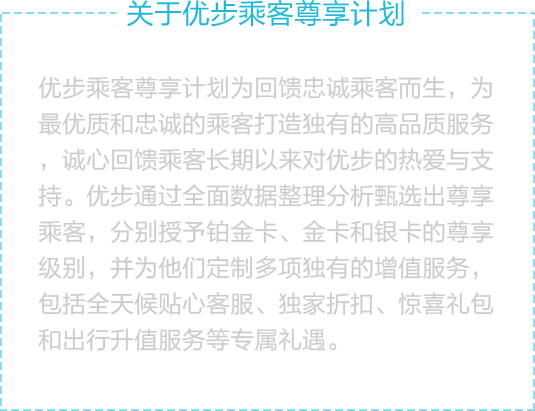 关于优步乘客尊享计划
优步乘客尊享计划为回馈忠诚乘客而生，为
最优质和忠诚的乘客打造独有的高品质服务
，诚心回馈乘客长期以来对优步的热爱与支
持。优步通过全面数据整理分析甄选出尊享
乘客，分别授予铂金卡、金卡和银卡的尊享
级别，并为他们定制多项独有的增值服务，
包括全天候贴心客服、独家折扣、惊喜礼包
和出行升值服务等专属礼遇。